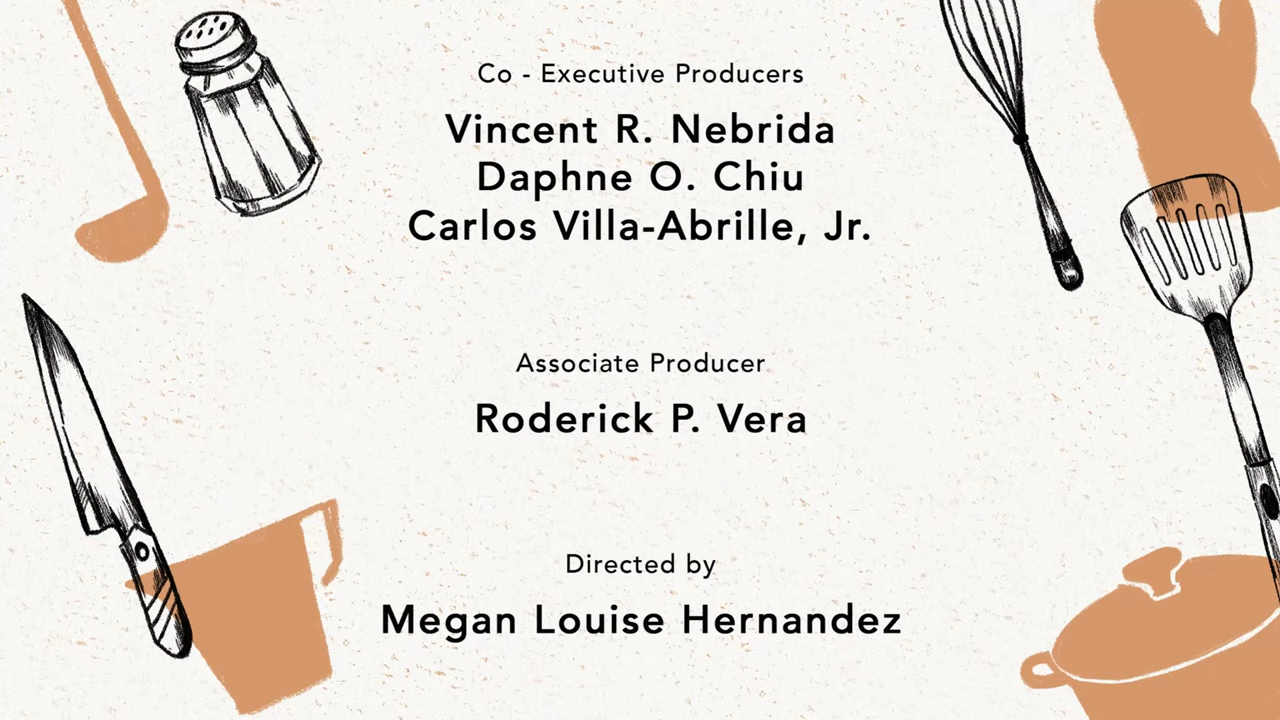 Co - Executive Producers
Vincent R. Nebrida
Daphne O. Chiu
Carlos Villa-Abrille, Jr.
Associate Producer
Roderick P. Vera
Directed by
Megan Louise Hernandez